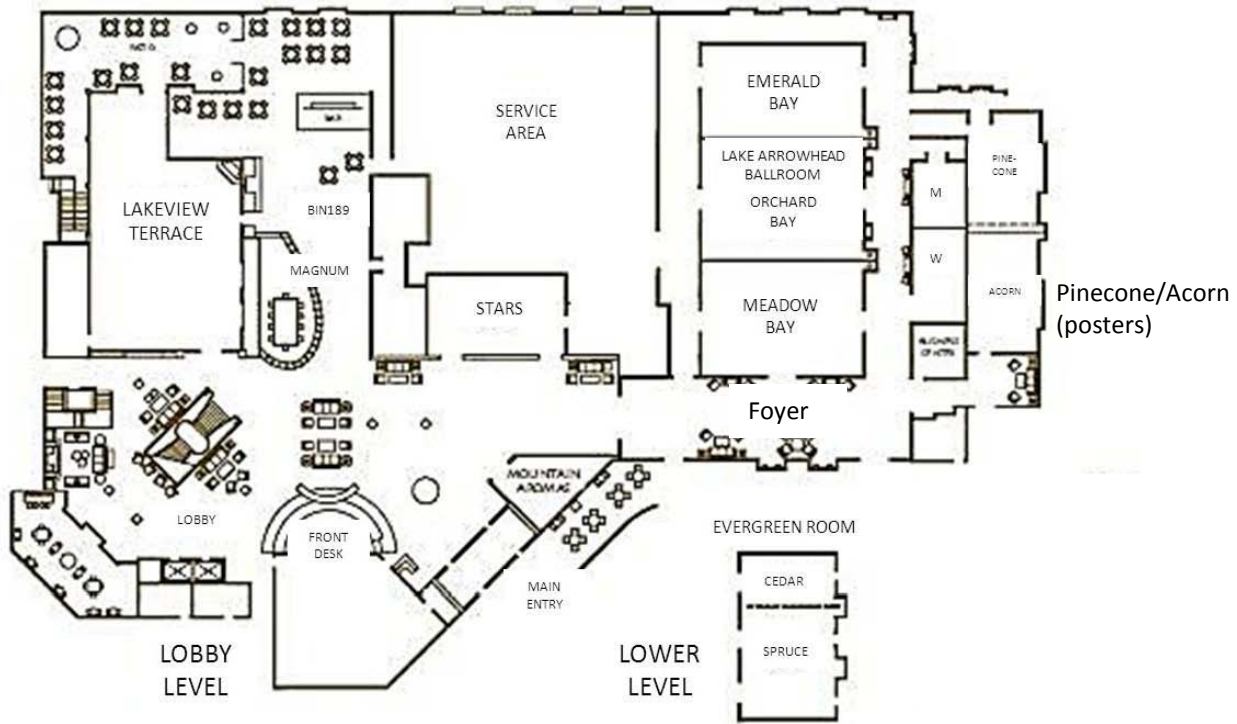 PATIO
EMERALD
BAY
SERVICE
AREA
BAR
LAKE ARROWHEAD
BALLROOM
PINE-
CONE
LAKEVIEW
TERRACE
BIN189
ORCHARD
BAY
M
W
MAGNUM
ACORN
Pinecone/Acorn
(posters)
STARS
MEADOW
BAY
Foyer
MOUNTAIN
AROMAS
LOBBY
FRONT
DESK
EVERGREEN ROOM
MAIN
ENTRY
CEDAR
SPRUCE
LOBBY
LEVEL
LOWER
LEVEL